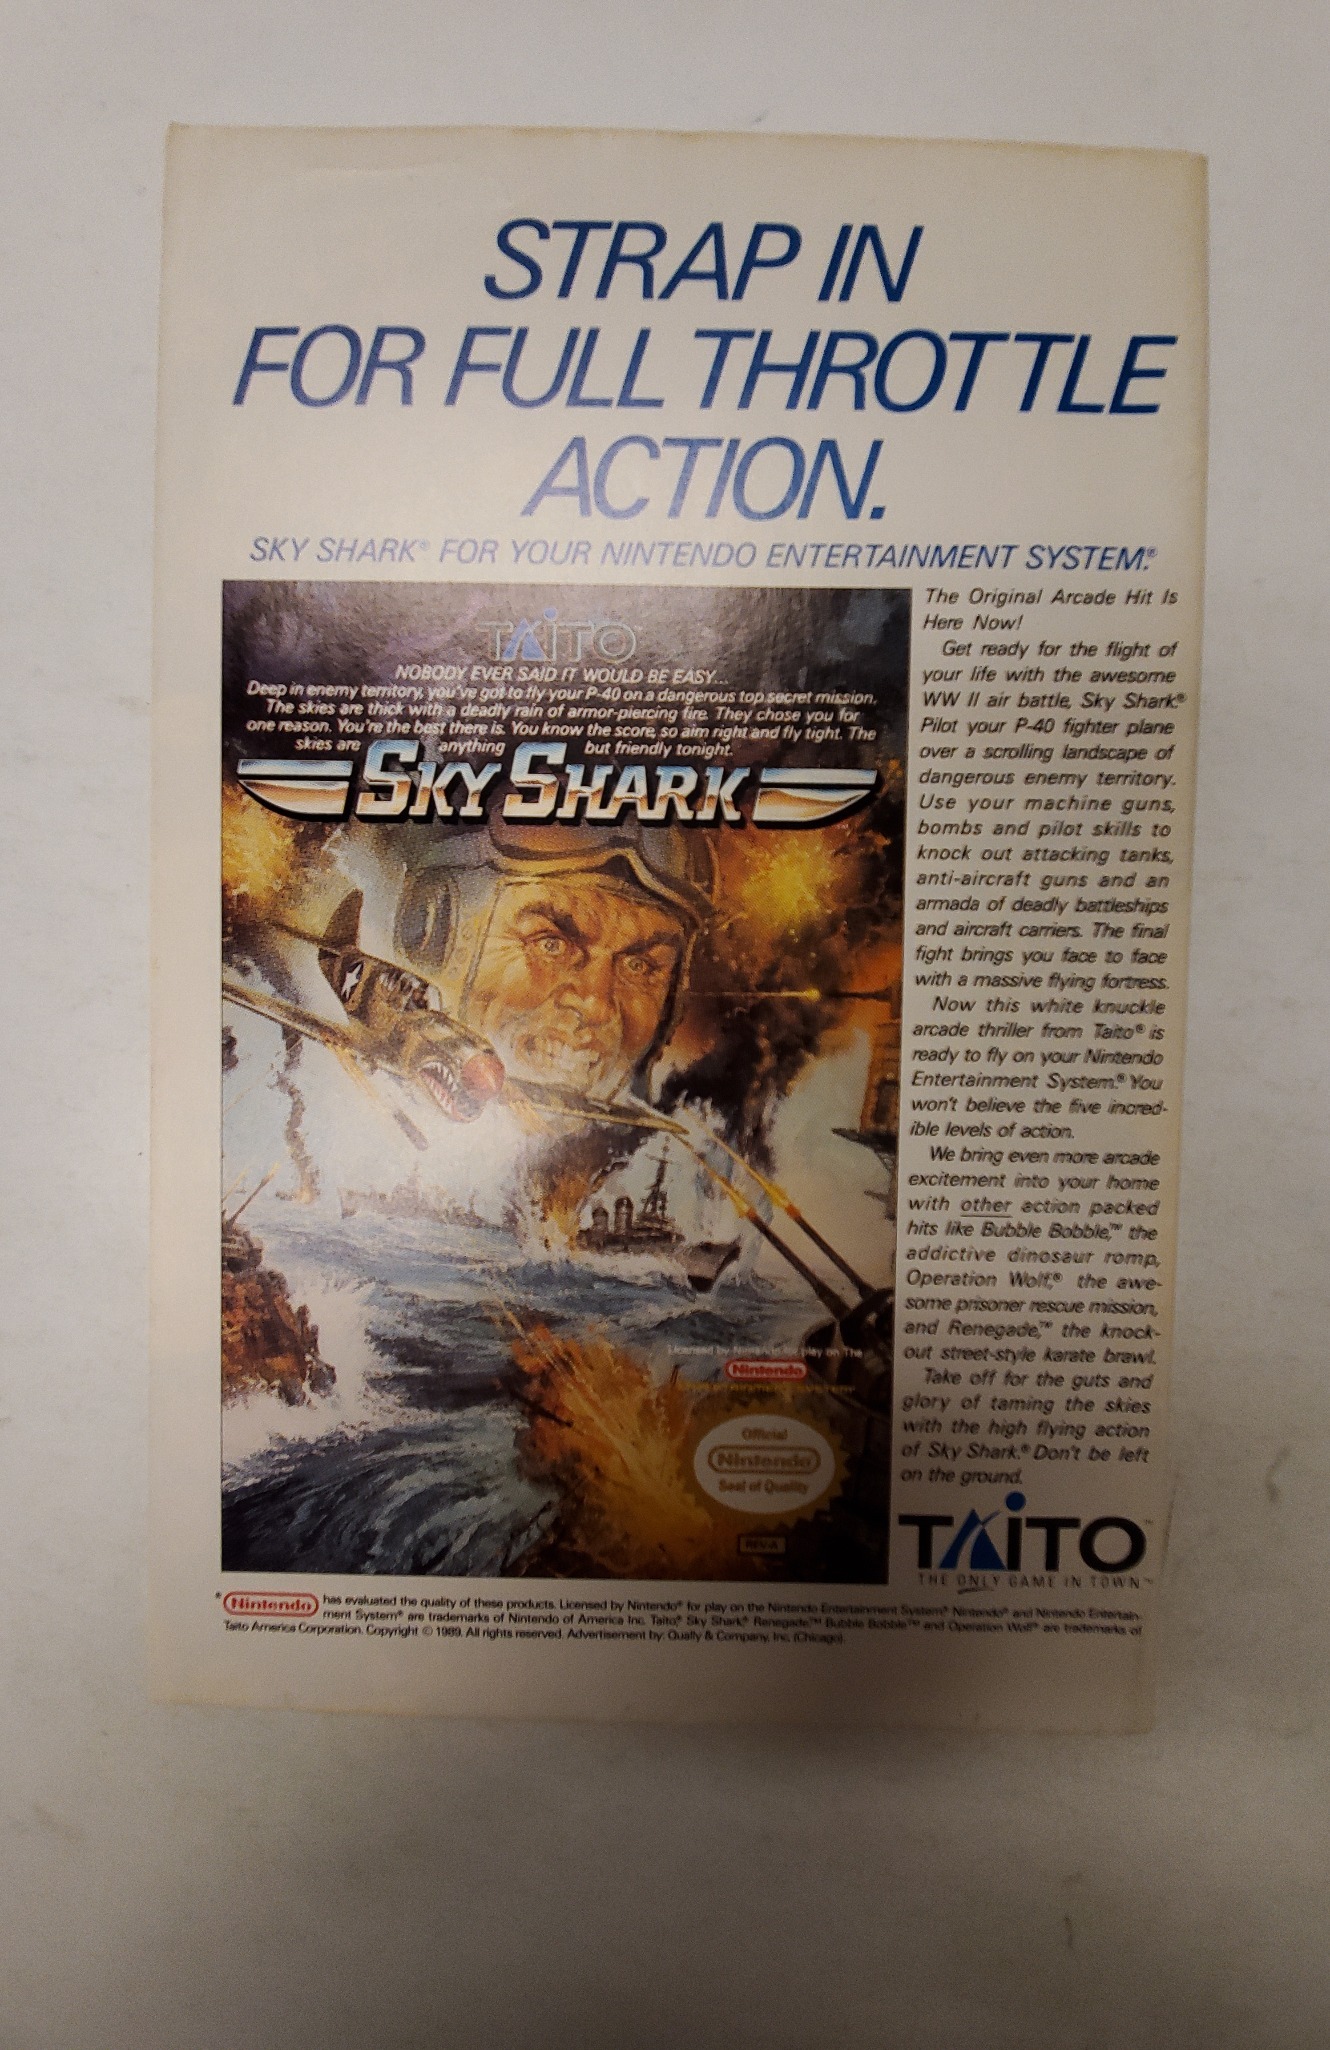 STRAP IN
FOR FULL THROTTLE
ACTION.
SKY SHARK® FOR YOUR NINTENDO ENTERTAINMENT SYSTEM.®
TAITO
NOBODY EVER SAID IT WOULD BE EASY...
Deep in enemy territory, you've got to fly your P-40 on a dangerous top secret mission.
The skies are thick with a deadly rain of armor-piercing fire. They chose you for
one reason. You're the best there is. You know the score, so aim right and fly tight. The
skies are anything but friendly tonight.
SKY SHARK
Licensed by Nintendo for play on The
Nintendo
Official
Nintendo
Seal of Quality
REV-A
The Original Arcade Hit Is
Here Now!
Get ready for the flight of
your life with the awesome
WW II air battle, Sky Shark.®
Pilot your P-40 fighter plane
over a scrolling landscape of
dangerous enemy territory.
Use your machine guns,
bombs and pilot skills to
knock out attacking tanks,
anti-aircraft guns and an
armada of deadly battleships
and aircraft carriers. The final
fight brings you face to face
with a massive flying fortress.
Now this white knuckle
arcade thriller from Taito® is
ready to fly on your Nintendo
Entertainment System.® You
won't believe the five incred-
ible levels of action.
We bring even more arcade
excitement into your home
with other action packed
hits like Bubble Bobble,™ the
addictive dinosaur romp,
Operation Wolf,® the awe-
some prisoner rescue mission,
and Renegade,™ the knock-
out street-style karate brawl.
Take off for the guts and
glory of taming the skies
with the high flying action
of Sky Shark.® Don't be left
on the ground.
TAITO™
THE ONLY GAME IN TOWN™
* Nintendo has evaluated the quality of these products. Licensed by Nintendo® for play on the Nintendo Entertainment System.® Nintendo® and Nintendo Entertain-
ment System® are trademarks of Nintendo of America Inc. Taito,® Sky Shark,® Renegade,™ Bubble Bobble™ and Operation Wolf® are trademarks of
Taito America Corporation. Copyright © 1989. All rights reserved. Advertisement by: Qually & Company, Inc. (Chicago).